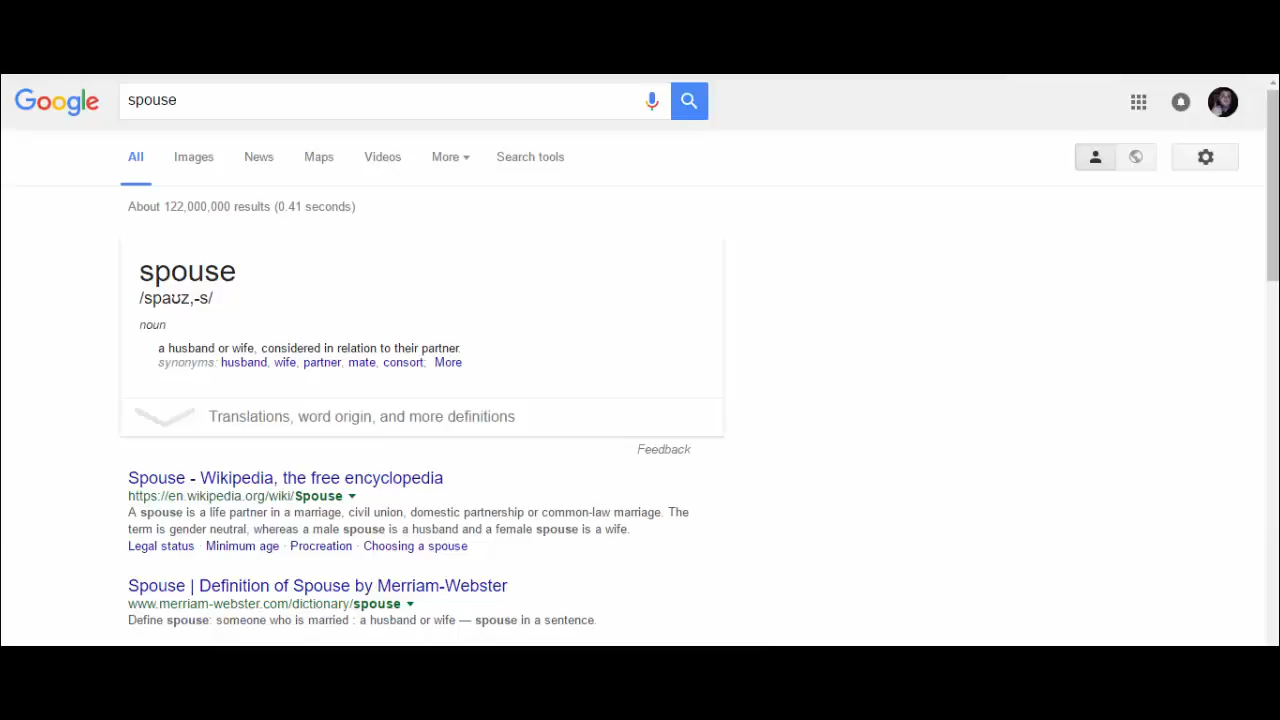 Google
spouse
All Images News Maps Videos More Search tools
About 122,000,000 results (0.41 seconds)
spouse
/spaʊz,-s/
noun
a husband or wife, considered in relation to their partner.
synonyms: husband, wife, partner, mate, consort; More
Translations, word origin, and more definitions
Feedback
Spouse - Wikipedia, the free encyclopedia
https://en.wikipedia.org/wiki/Spouse
A spouse is a life partner in a marriage, civil union, domestic partnership or common-law marriage. The
term is gender neutral, whereas a male spouse is a husband and a female spouse is a wife.
Legal status · Minimum age · Procreation · Choosing a spouse
Spouse | Definition of Spouse by Merriam-Webster
www.merriam-webster.com/dictionary/spouse
Define spouse: someone who is married : a husband or wife — spouse in a sentence.